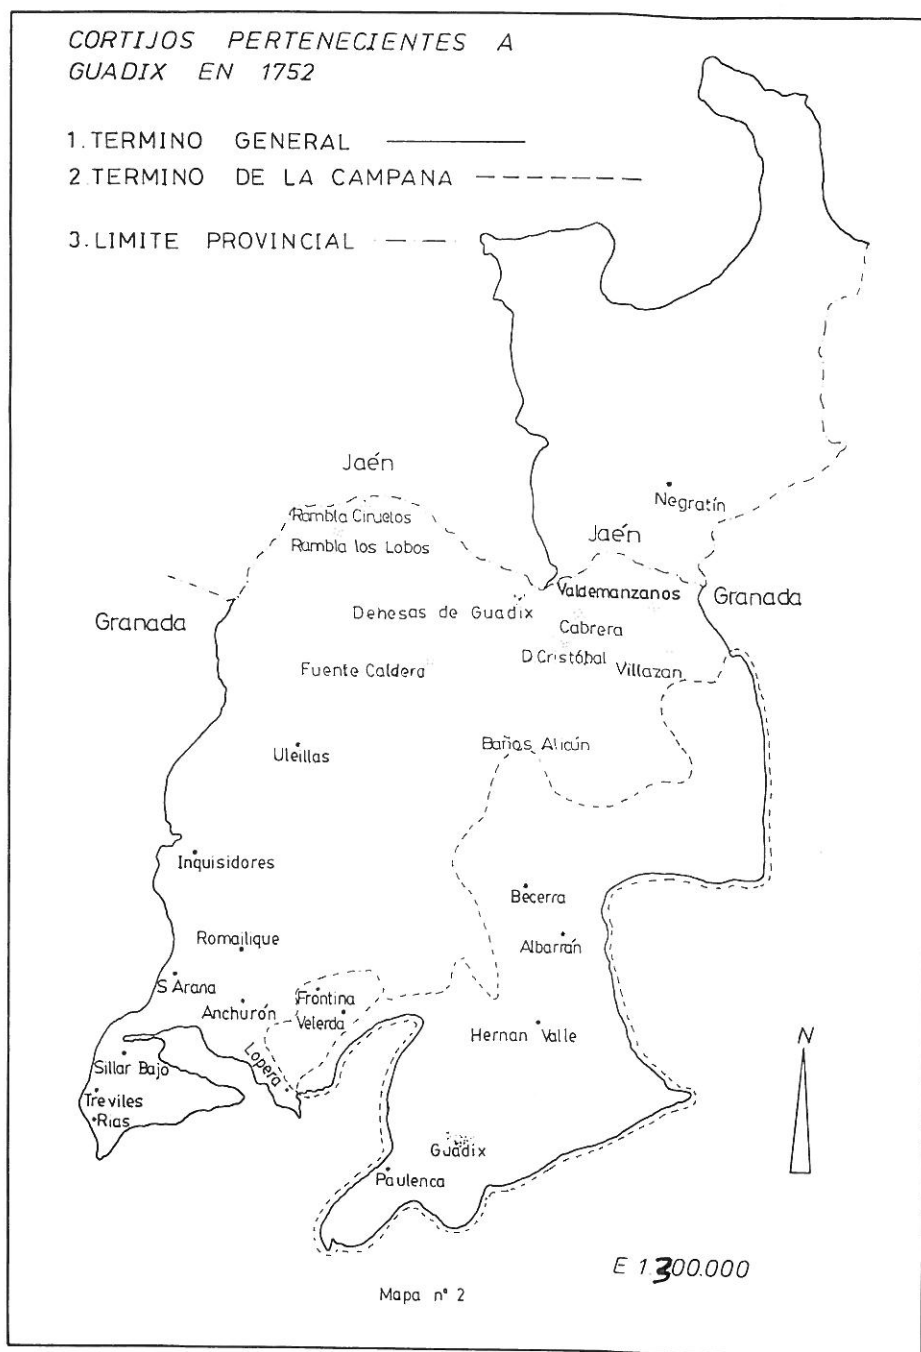 CORTIJOS PERTENECIENTES A
GUADIX EN 1752
1. TERMINO GENERAL
2 TERMINO DE LA CAMPANA
3. LIMITE PROVINCIAL
Jaén
Negratín
Rambla Ciruelos
Rambla los Lobos
Jaén
Valdemanzanos
Granada
Granada
Dehesas de Guadix
Cabrera
D Cristóbal
Villazan
Fuente Caldera
Uleillas
Baños Alicún
Inquisidores
Becerra
Romailique
Albarrán
S Arana
Anchurón
Frontina
Velerda
Hernan Valle
Lopera
Sillar Bajo
Treviles
Rias
Guadix
Paulenca
N
E 1.300.000
Mapa nº 2